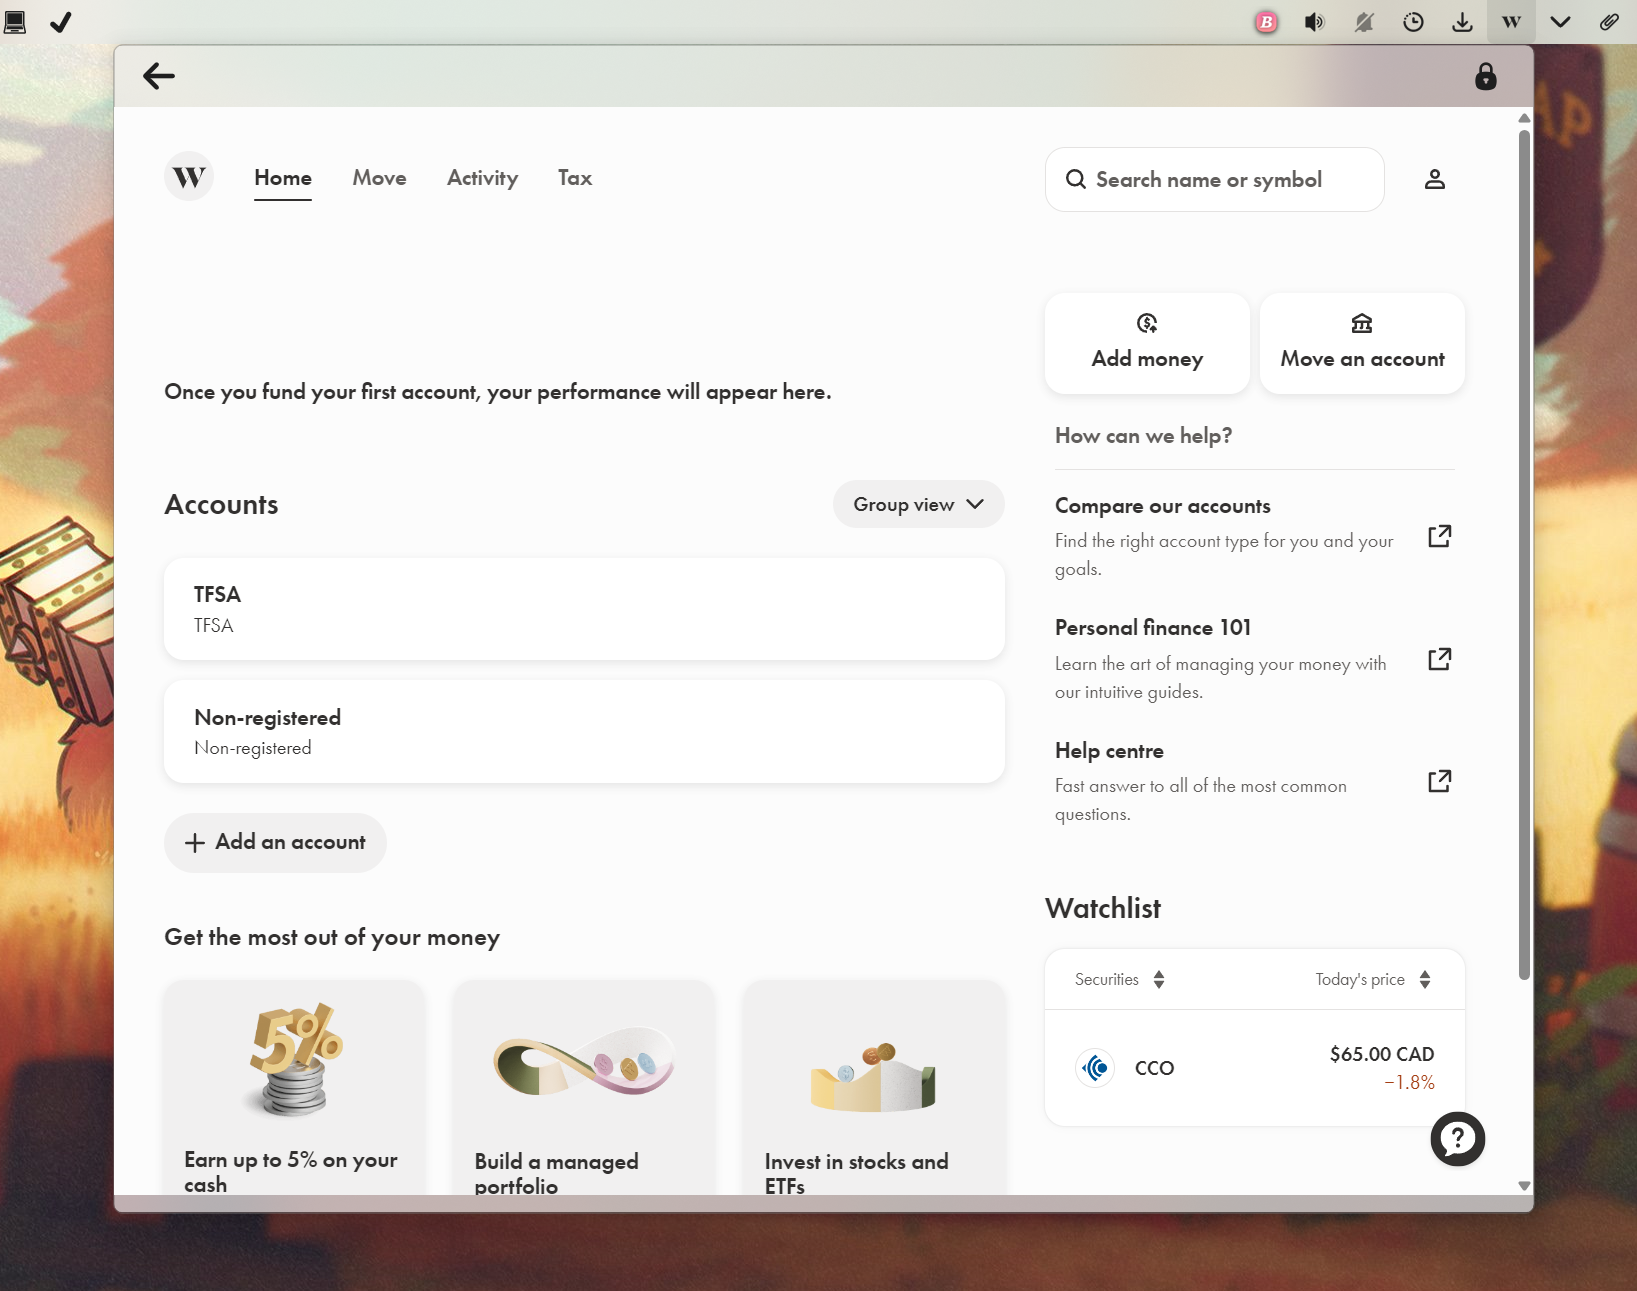 B
W
W
Home
Move
Activity
Tax
Search name or symbol
Add money
Move an account
Once you fund your first account, your performance will appear here.
How can we help?
Accounts
Group view
Compare our accounts
Find the right account type for you and your
goals.
TFSA
TFSA
Personal finance 101
Learn the art of managing your money with
our intuitive guides.
Non-registered
Non-registered
Help centre
Fast answer to all of the most common
questions.
Add an account
Watchlist
Get the most out of your money
Securities
Today's price
5%
CCO
$65.00 CAD
−1.8%
Earn up to 5% on your
cash
Build a managed
portfolio
Invest in stocks and
ETFs
?